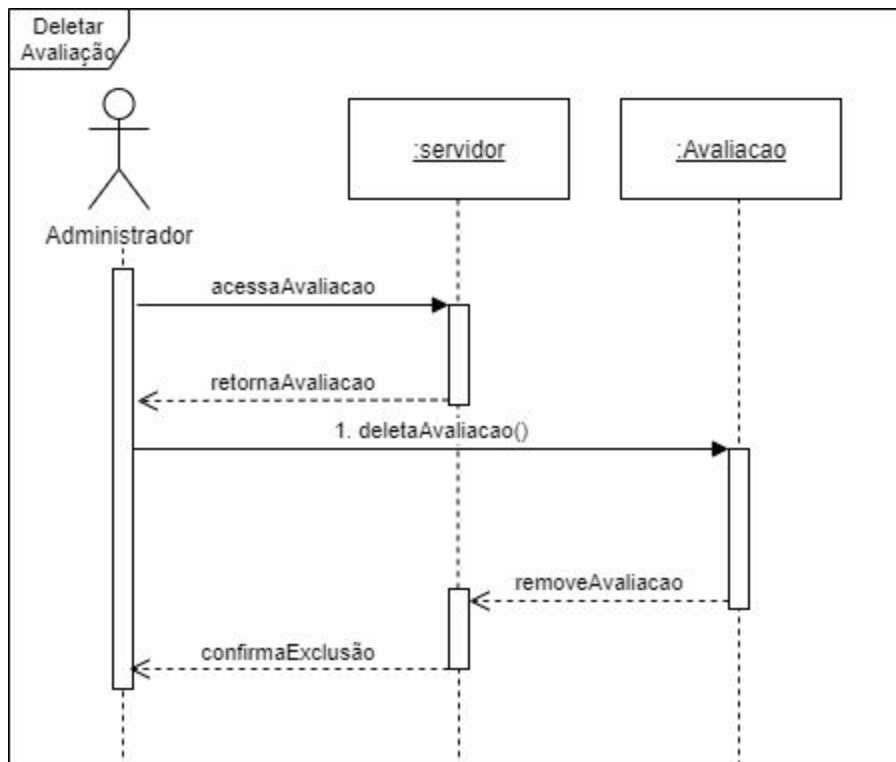 Deletar
Avaliação
:servidor
:Avaliacao
Administrador
acessaAvaliacao
retornaAvaliacao
1. deletaAvaliacao()
removeAvaliacao
confirmaExclusão